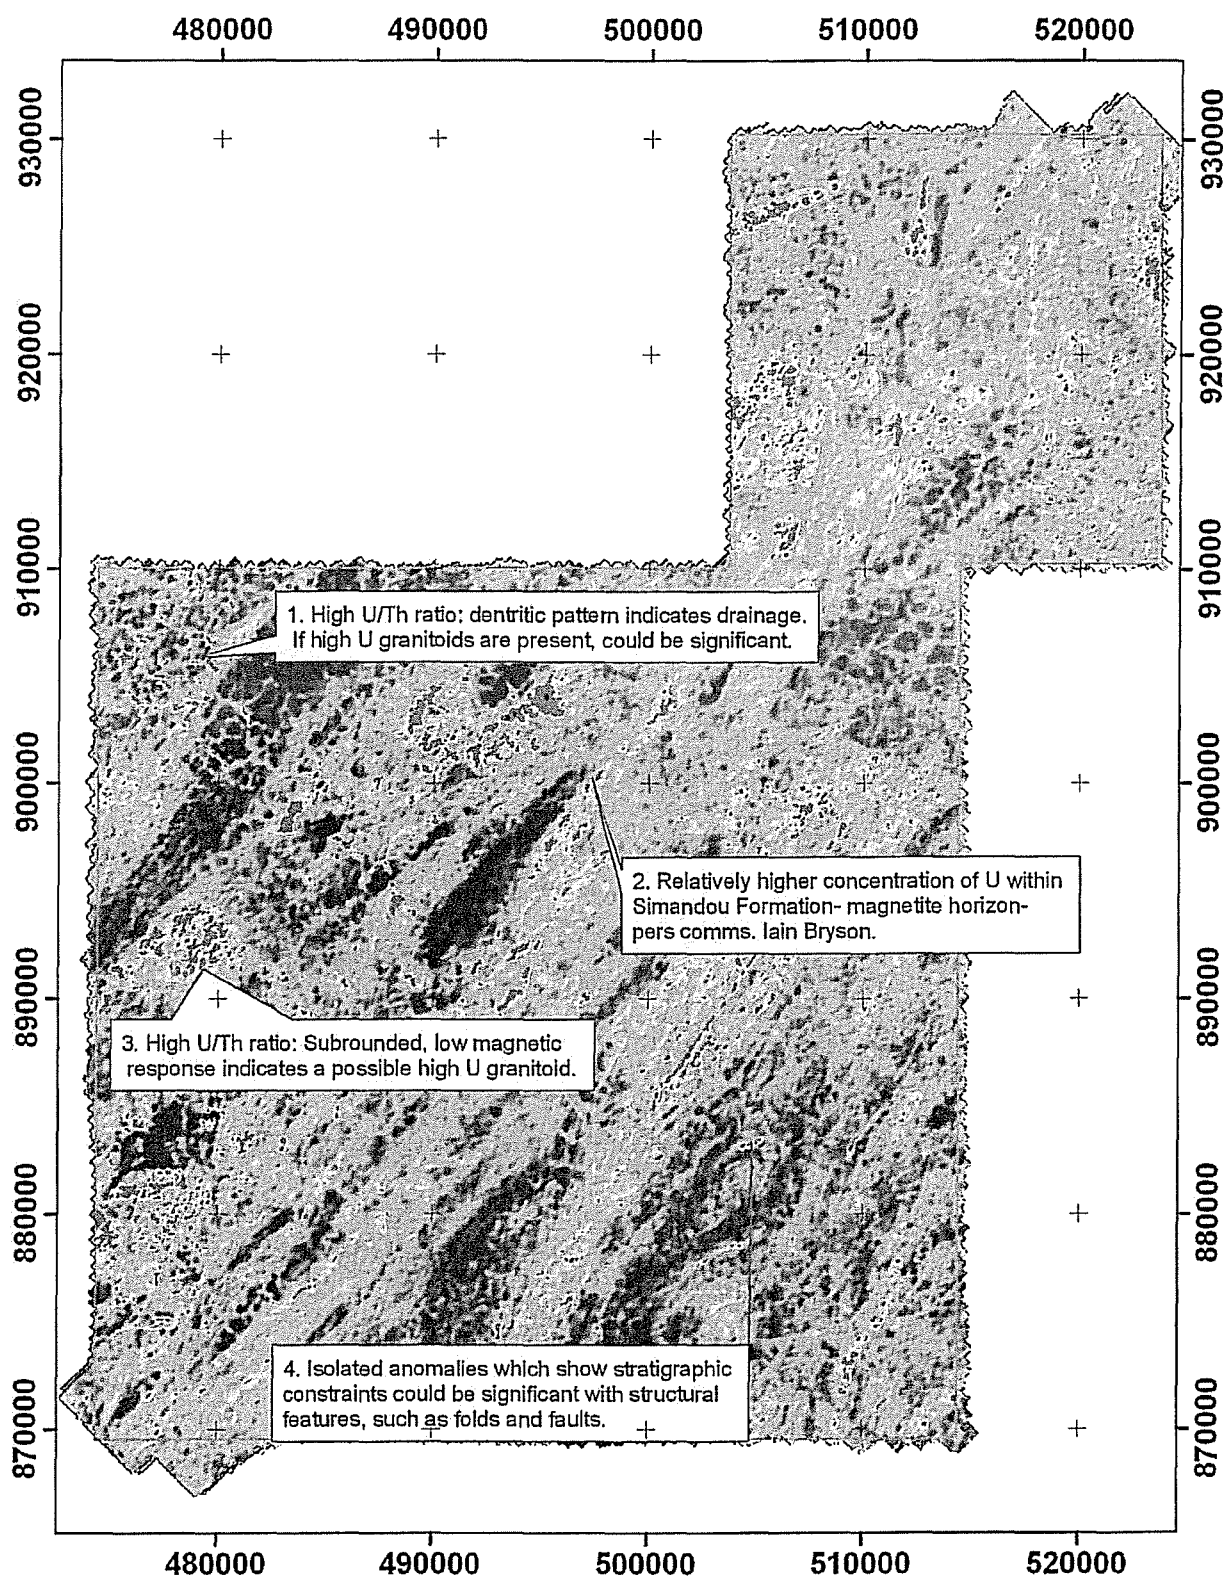 480000 490000 500000 510000 520000
930000 930000
920000 920000
910000 910000
1. High U/Th ratio: dentritic pattern indicates drainage.
If high U granitoids are present, could be significant.
900000 900000
2. Relatively higher concentration of U within
Simandou Formation- magnetite horizon-
pers comms. Iain Bryson.
890000 890000
3. High U/Th ratio: Subrounded, low magnetic
response indicates a possible high U granitoid.
880000 880000
4. Isolated anomalies which show stratigraphic
constraints could be significant with structural
features, such as folds and faults.
870000 870000
480000 490000 500000 510000 520000